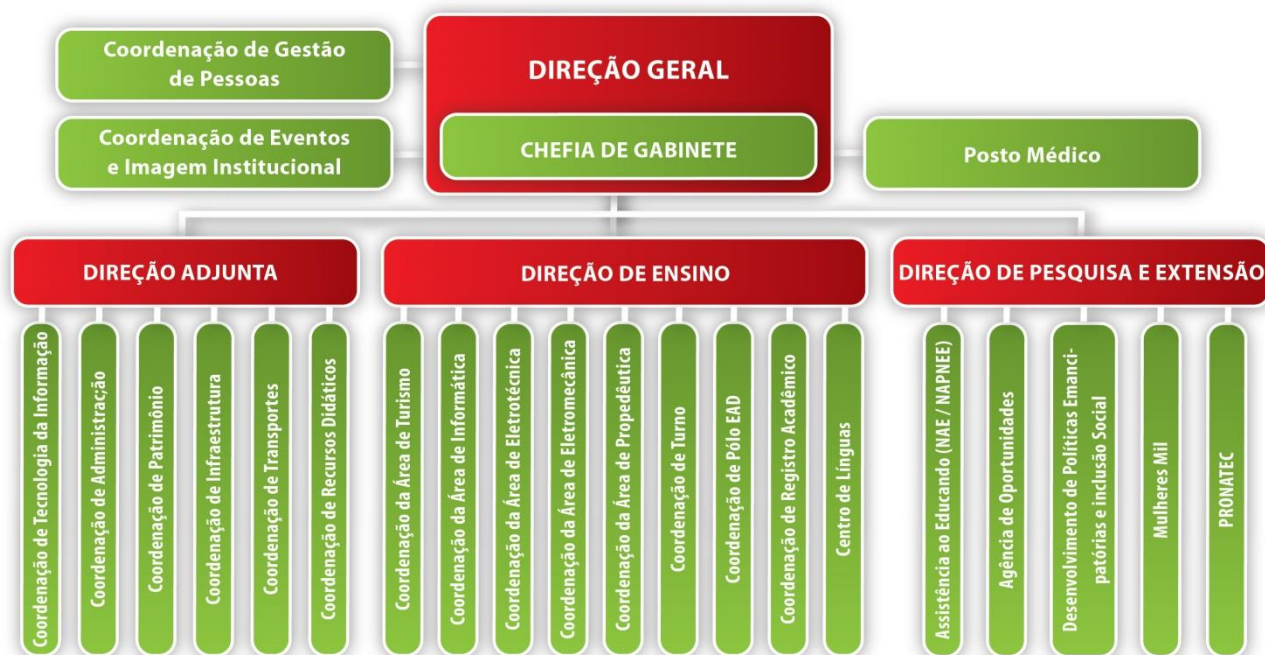 Coordenação de Gestão
de Pessoas
DIREÇÃO GERAL
Coordenação de Eventos
e Imagem Institucional
CHEFIA DE GABINETE
Posto Médico
DIREÇÃO ADJUNTA
DIREÇÃO DE ENSINO
DIREÇÃO DE PESQUISA E EXTENSÃO
Coordenação de Tecnologia da Informação
Coordenação de Administração
Coordenação de Patrimônio
Coordenação de Infraestrutura
Coordenação de Transportes
Coordenação de Recursos Didáticos
Coordenação da Área de Turismo
Coordenação da Área de Informática
Coordenação da Área de Eletrotécnica
Coordenação da Área de Eletromecânica
Coordenação da Área de Propedêutica
Coordenação de Turno
Coordenação de Pólo EAD
Coordenação de Registro Acadêmico
Centro de Línguas
Assistência ao Educando (NAE / NAPNEE)
Agência de Oportunidades
Desenvolvimento de Políticas Emanci-
patórias e inclusão Social
Mulheres Mil
PRONATEC